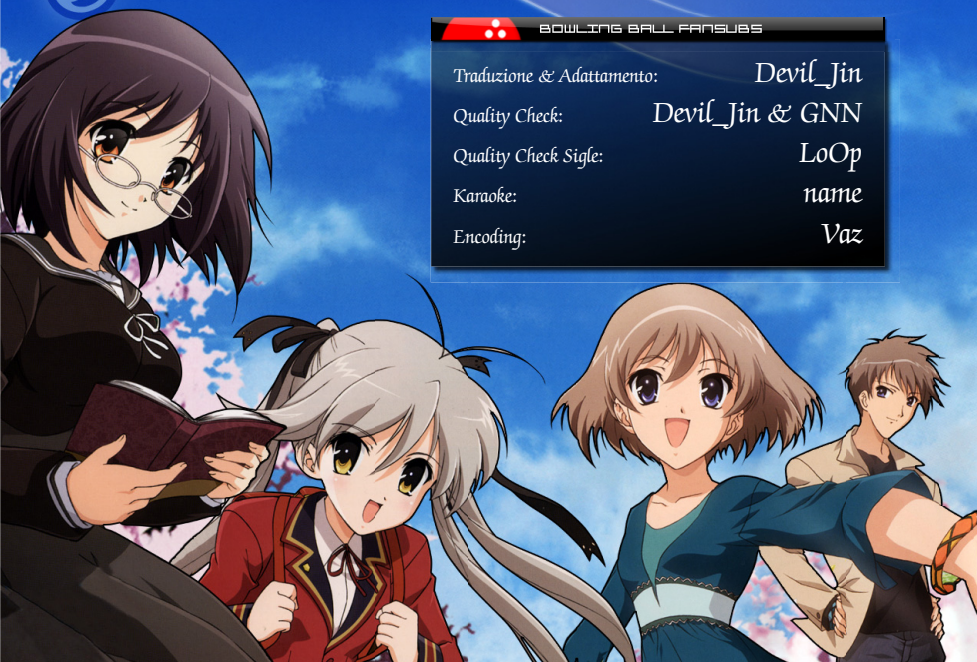 BOWLING BALL FANSUBS
Traduzione & Adattamento: Devil_Jin
Quality Check: Devil_Jin & GNN
Quality Check Sigle: LoOp
Karaoke: name
Encoding: Vaz